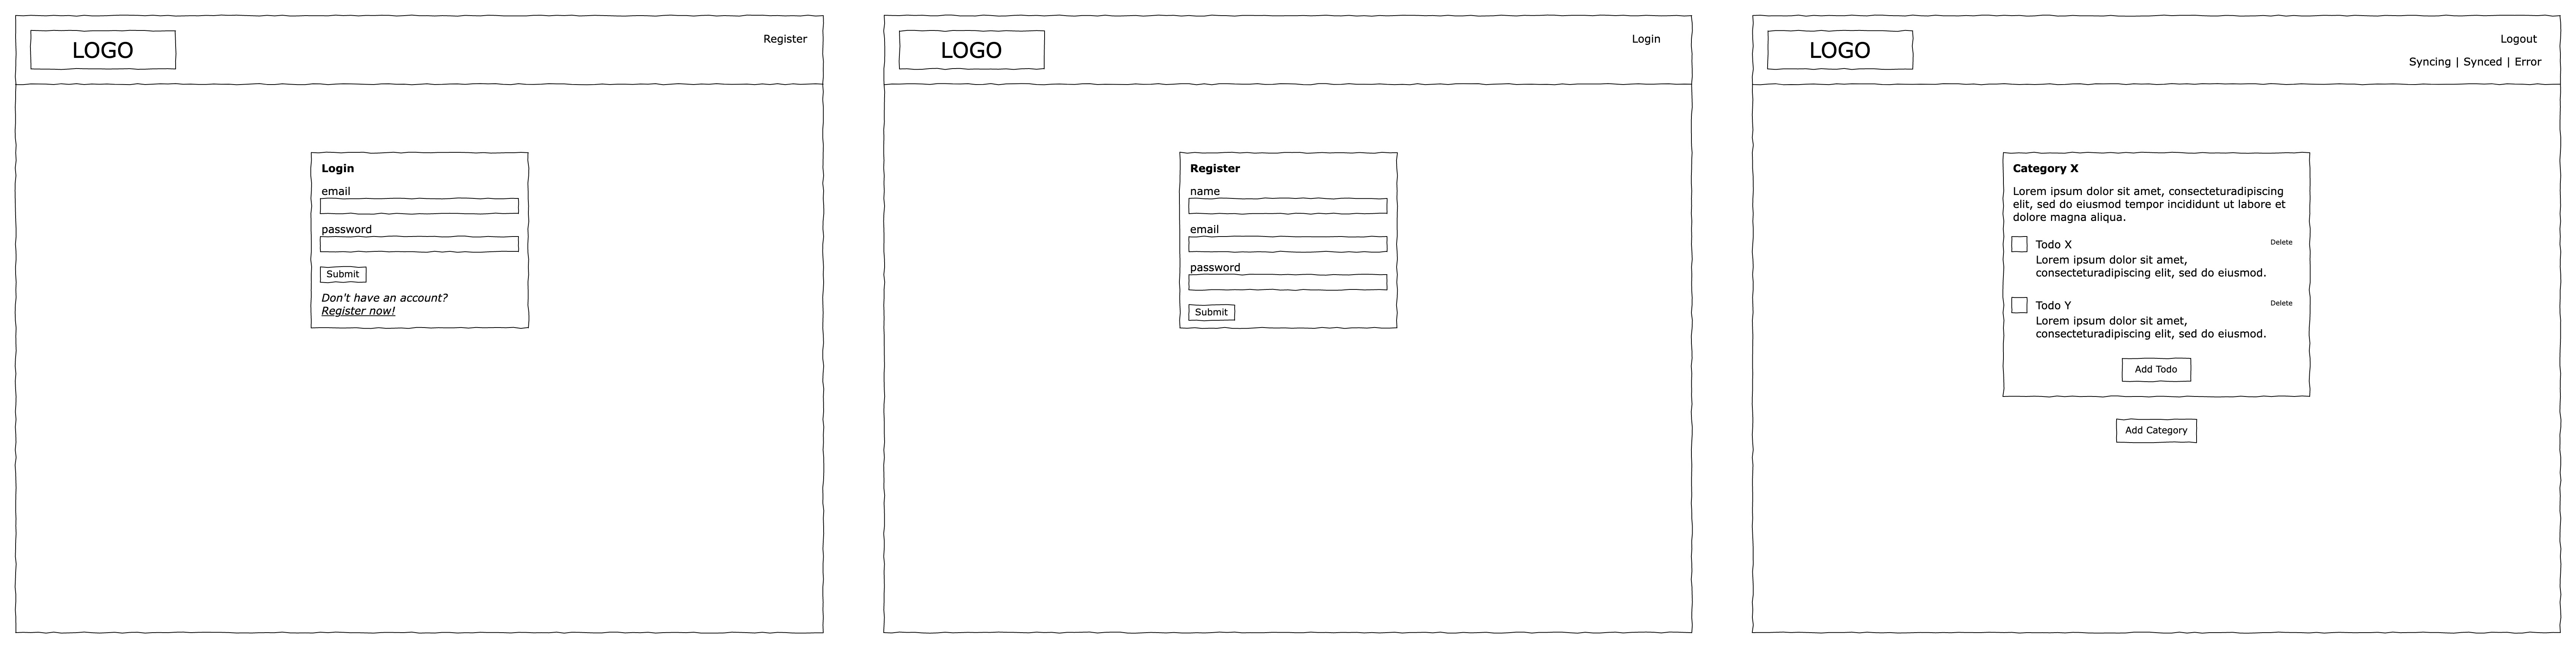 LOGO
Register
Login
email
password
Submit
Don't have an account?
Register now!
LOGO
Login
Register
name
email
password
Submit
LOGO
Logout
Syncing | Synced | Error
Category X
Lorem ipsum dolor sit amet, consecteturadipiscing
elit, sed do eiusmod tempor incididunt ut labore et
dolore magna aliqua.
Todo X
Delete
Lorem ipsum dolor sit amet,
consecteturadipiscing elit, sed do eiusmod.
Todo Y
Delete
Lorem ipsum dolor sit amet,
consecteturadipiscing elit, sed do eiusmod.
Add Todo
Add Category